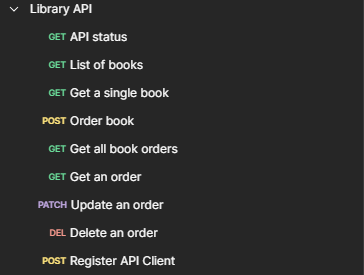 Library API
GET API status
GET List of books
GET Get a single book
POST Order book
GET Get all book orders
GET Get an order
PATCH Update an order
DEL Delete an order
POST Register API Client